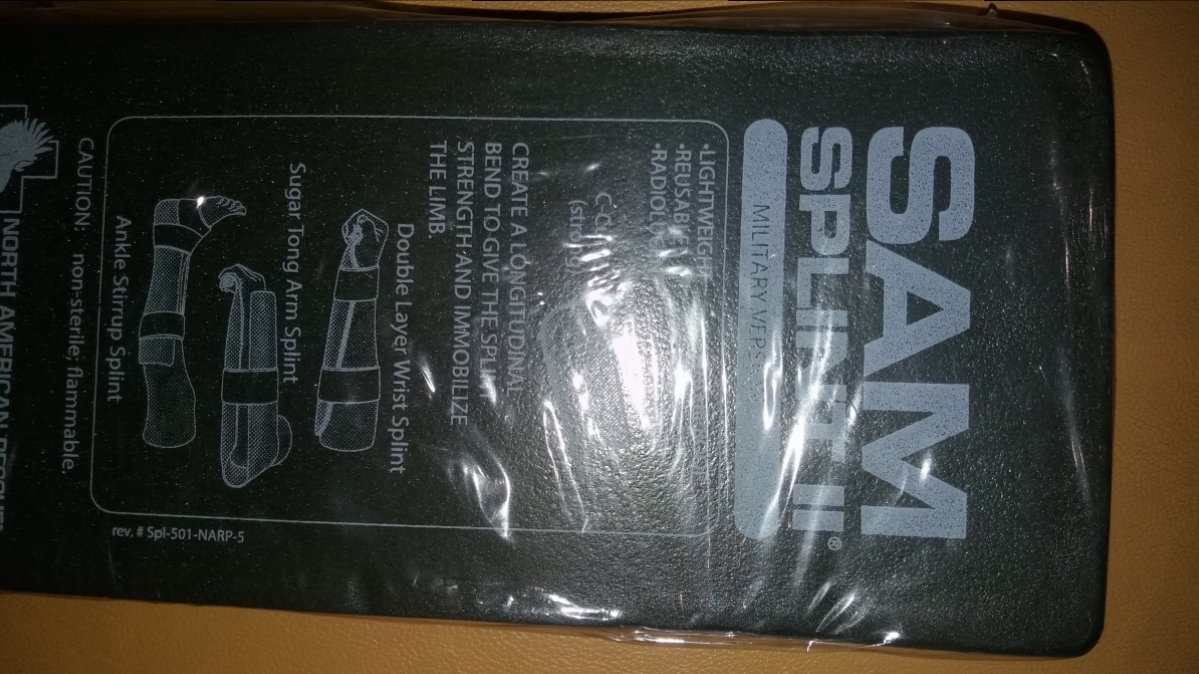 SAM
SPLINT II®
MILITARY
•LIGHTWEIGHT
CREATE A LONGITUDINAL
BEND TO GIVE THE SPLINT
STRENGTH AND IMMOBILIZE
THE LIMB.
Double Layer Wrist Splint
Sugar Tong Arm Splint
Ankle Stirrup Splint
rev. # Spl-501-NARP-5
CAUTION: non-sterile; flammable.
NORTH AMERICAN